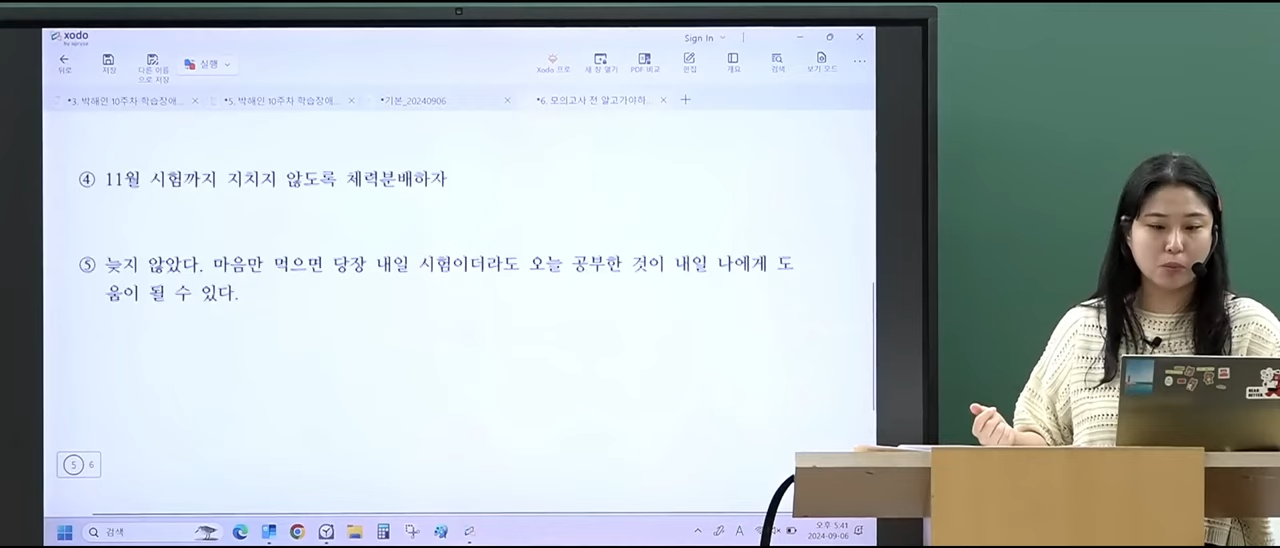 xodo
by apryse
Sign In
뒤로
저장
다른 이름으로 저장
실행
Xodo 프로
새 창 열기
PDF 비교
편집
개요
검색
보기 모드
*3. 박해인 10주차 학습장애...
*5. 박해인 10주차 학습장애...
*기본_20240906
*6. 모의고사 전 알고가야하...
④ 11월 시험까지 지치지 않도록 체력분배하자
⑤ 늦지 않았다. 마음만 먹으면 당장 내일 시험이더라도 오늘 공부한 것이 내일 나에게 도
움이 될 수 있다.
5 6
검색
A
오후 5:41
2024-09-06